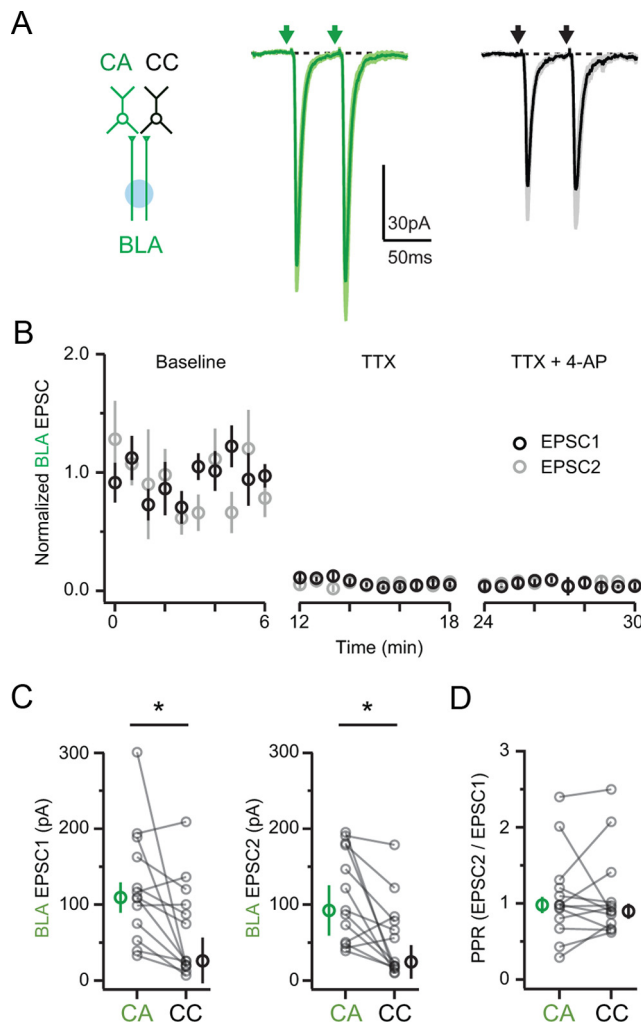 A
CA CC
BLA
30pA
50ms
B
Normalized BLA EPSC
2.0
1.0
0.0
Baseline
TTX
TTX + 4-AP
EPSC1
EPSC2
0 6
12 18
24 30
Time (min)
C
*
BLA EPSC1 (pA)
300
200
100
0
CA CC
*
BLA EPSC2 (pA)
300
200
100
0
CA CC
D
PPR (EPSC2 / EPSC1)
3
2
1
0
CA CC